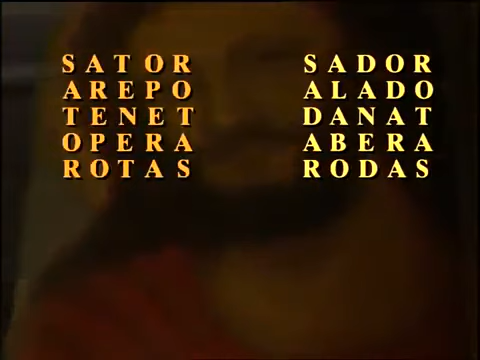 SATOR
AREPO
TENET
OPERA
ROTAS
SADOR
ALADO
DANAT
ABERA
RODAS